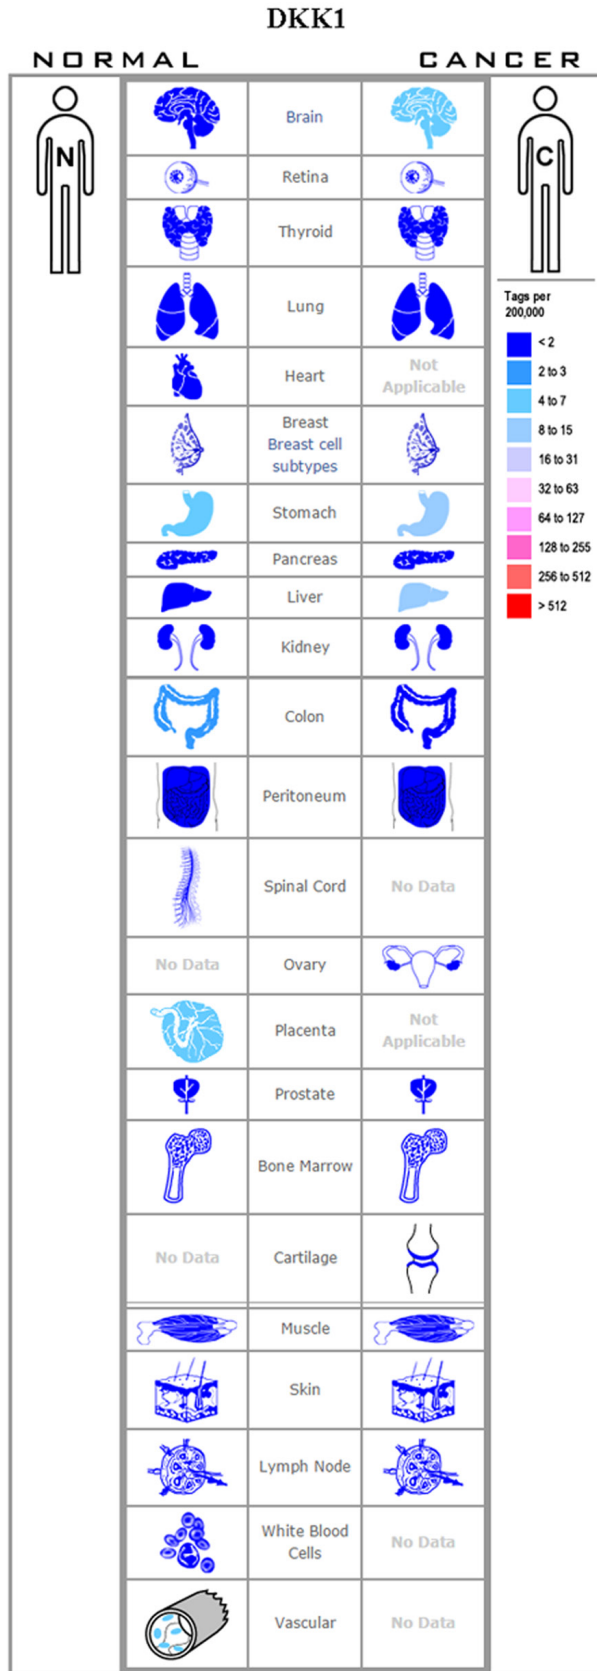 DKK1
NORMAL
CANCER
N
C
Brain
Retina
Thyroid
Lung
Heart
Not
Applicable
Breast
Breast cell
subtypes
Stomach
Pancreas
Liver
Kidney
Colon
Peritoneum
Spinal Cord
No Data
No Data
Ovary
Placenta
Not
Applicable
Prostate
Bone Marrow
No Data
Cartilage
Muscle
Skin
Lymph Node
White Blood
Cells
No Data
Vascular
No Data
Tags per
200,000
< 2
2 to 3
4 to 7
8 to 15
16 to 31
32 to 63
64 to 127
128 to 255
256 to 512
> 512